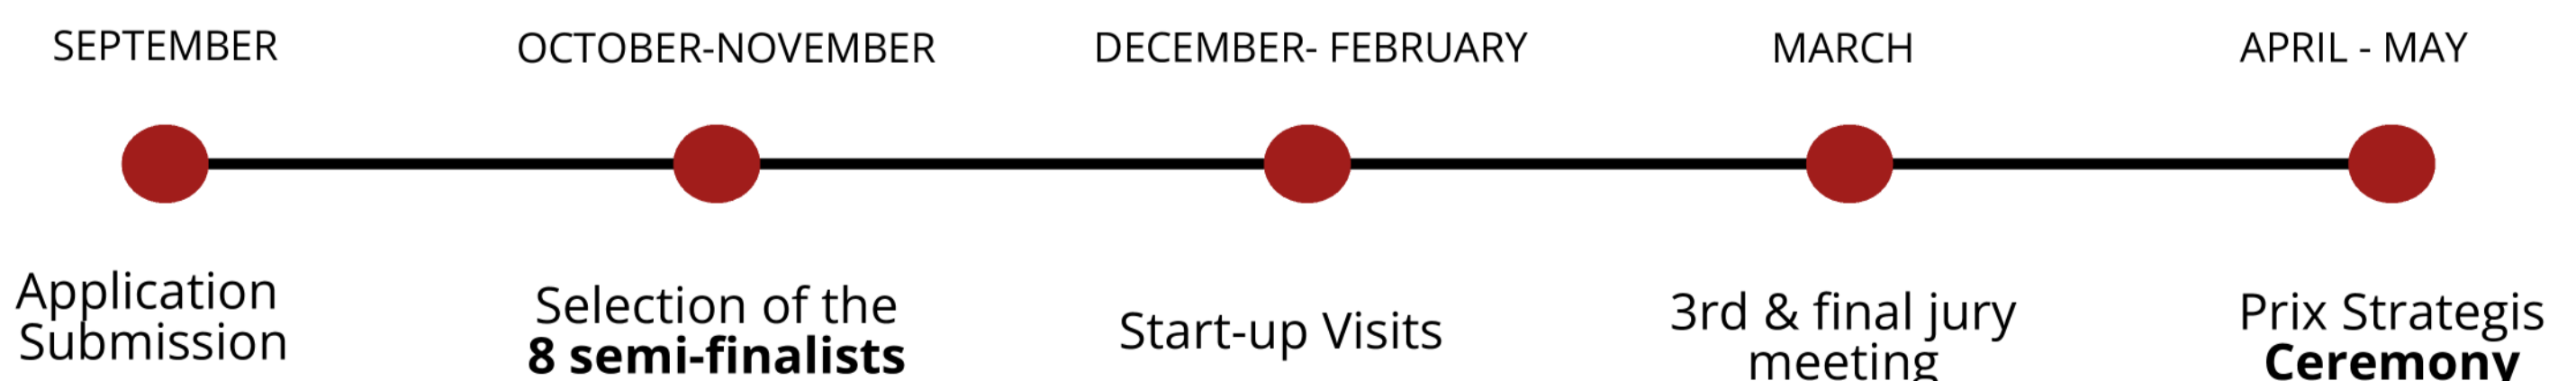 SEPTEMBER
OCTOBER-NOVEMBER
DECEMBER- FEBRUARY
MARCH
APRIL - MAY
Application
Submission
Selection of the
8 semi-finalists
Start-up Visits
3rd & final jury
meeting
Prix Strategis
Ceremony